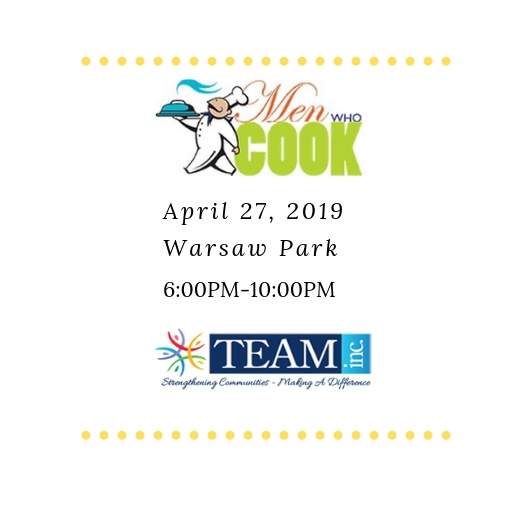 Men WHO
COOK
April 27, 2019
Warsaw Park
6:00PM-10:00PM
TEAM inc.
Strengthening Communities - Making A Difference